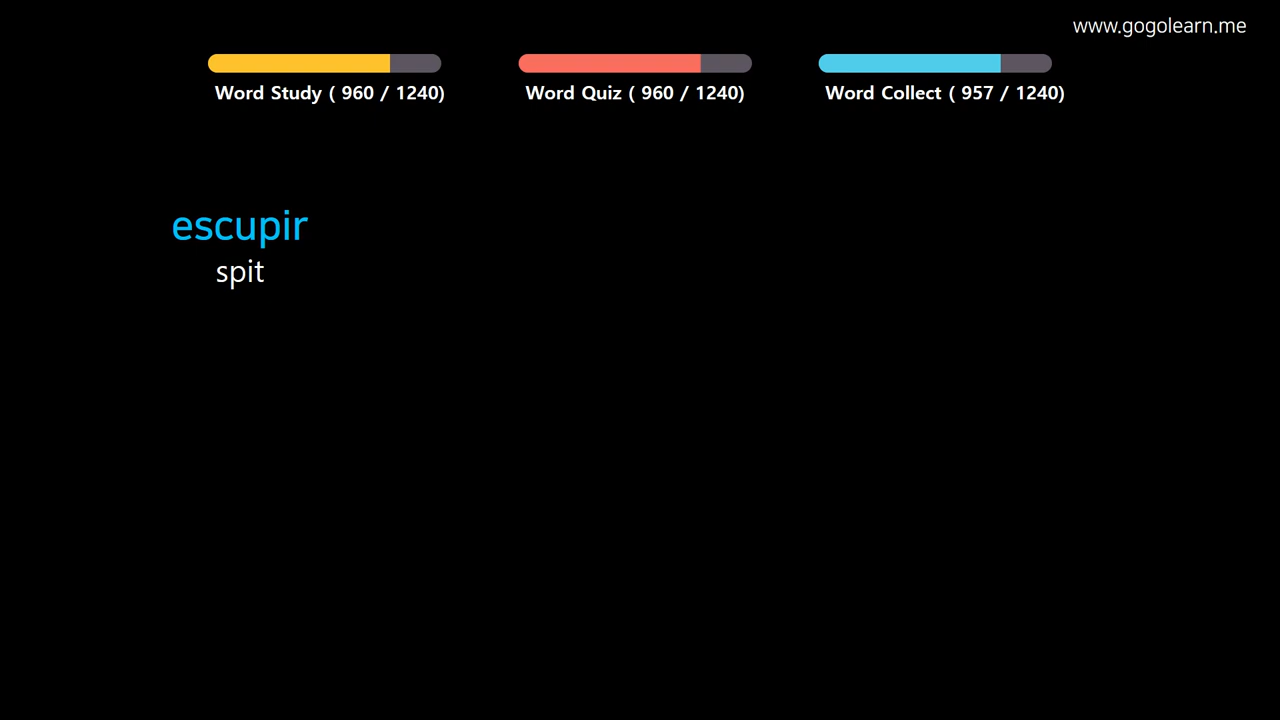 www.gogolearn.me
Word Study ( 960 / 1240)
Word Quiz ( 960 / 1240)
Word Collect ( 957 / 1240)
escupir
spit